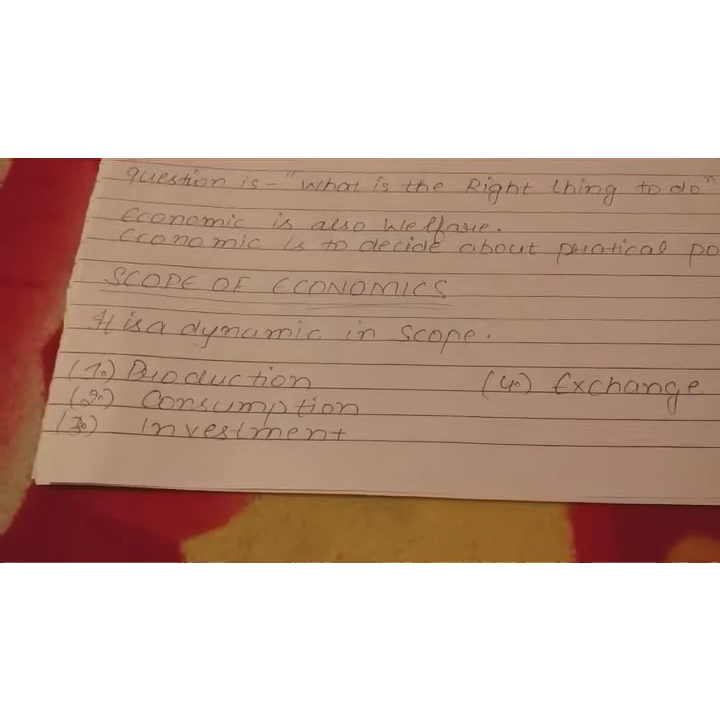 question is - "what is the Right thing to do"
Economic is also Welfare.
Economic is to decide about pratical po
SCOPE OF ECONOMICS
It is a dynamic in scope.
(1.) Production (4.) Exchange
(2.) Consumption
(3.) Investment